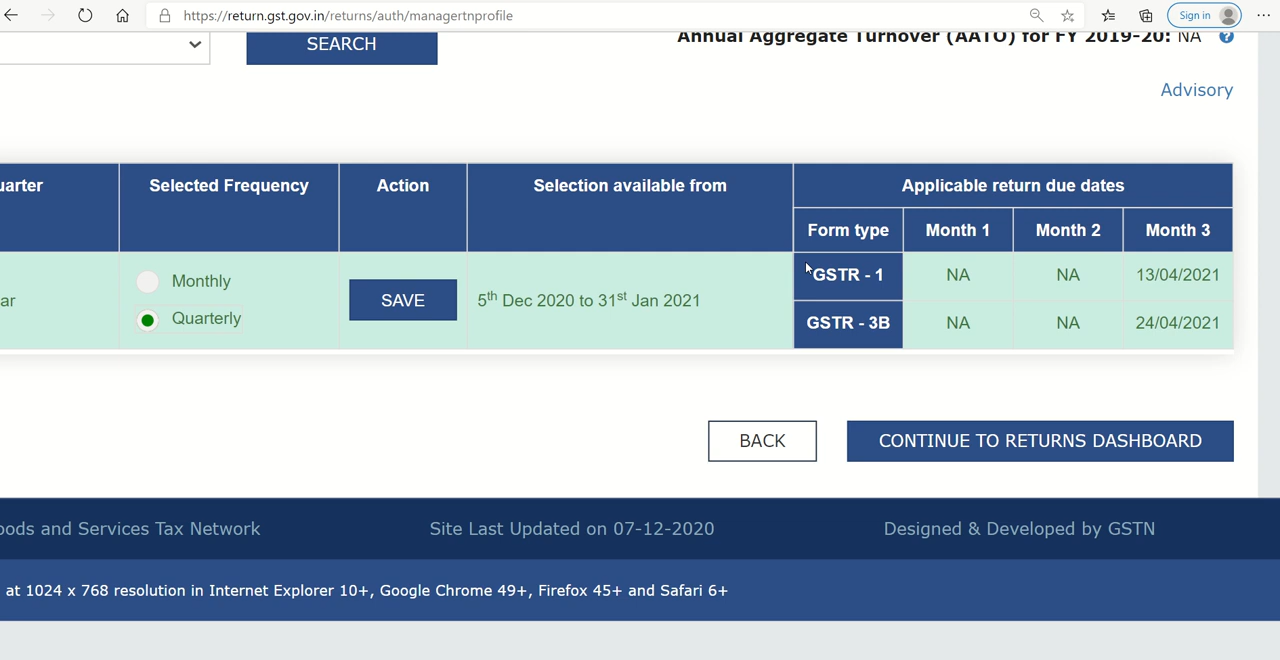 https://return.gst.gov.in/returns/auth/managertnprofile
Sign in
SEARCH
Annual Aggregate Turnover (AATO) for FY 2019-20: NA ?
Advisory
uarter
Selected Frequency
Action
Selection available from
Applicable return due dates
Form type
Month 1
Month 2
Month 3
ar
Monthly
Quarterly
SAVE
5th Dec 2020 to 31st Jan 2021
GSTR - 1
NA
NA
13/04/2021
GSTR - 3B
NA
NA
24/04/2021
BACK
CONTINUE TO RETURNS DASHBOARD
oods and Services Tax Network
Site Last Updated on 07-12-2020
Designed & Developed by GSTN
at 1024 x 768 resolution in Internet Explorer 10+, Google Chrome 49+, Firefox 45+ and Safari 6+